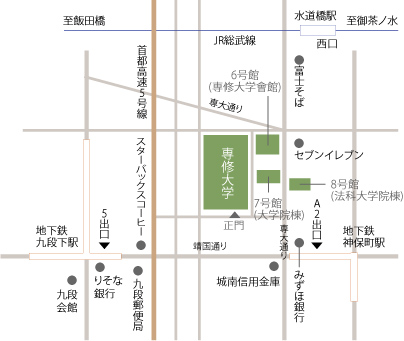 至飯田橋
水道橋駅
至御茶ノ水
JR総武線
西口
首都高速5号線
6号館
(専修大学會館)
富士そば
専大通り
スターバックスコーヒー
専修大学
セブンイレブン
8号館
(法科大学院棟)
7号館
(大学院棟)
5出口
正門
専大通り
A2出口
地下鉄
九段下駅
靖国通り
地下鉄
神保町駅
りそな
銀行
九段
会館
九段郵便局
城南信用金庫
みずほ銀行